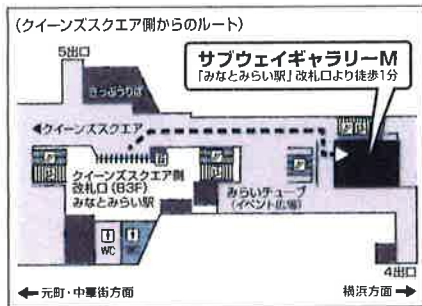 (クイーンズスクエア側からのルート)
5出口
サブウェイギャラリーM
「みなとみらい駅」改札口より徒歩1分
きっぷうりば
◀クイーンズスクエア
クイーンズスクエア側
改札口(B3F)
みなとみらい駅
みらいチューブ
(イベント広場)
WC
WC
4出口
← 元町・中華街方面
横浜方面 →